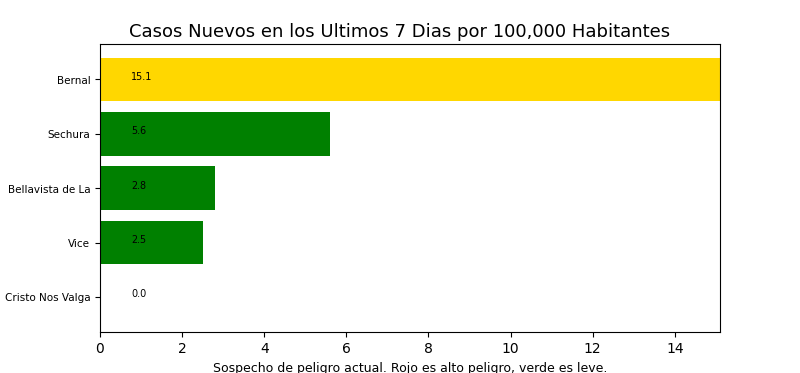 Casos Nuevos en los Ultimos 7 Dias por 100,000 Habitantes
Bernal 15.1
Sechura 5.6
Bellavista de La 2.8
Vice 2.5
Cristo Nos Valga 0.0
0 2 4 6 8 10 12 14
Sospecho de peligro actual. Rojo es alto peligro, verde es leve.